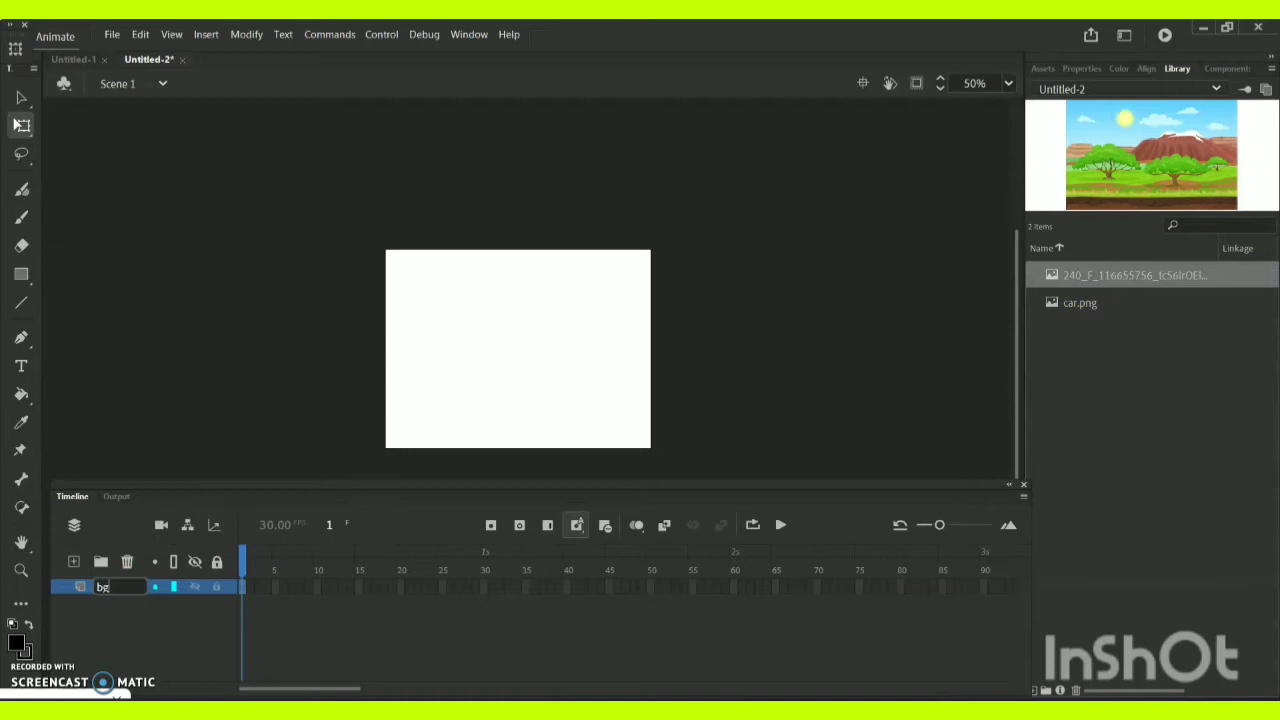 Animate File Edit View Insert Modify Text Commands Control Debug Window Help
Untitled-1 Untitled-2*
Assets Properties Color Align Library
Scene 1 50%
Untitled-2
2 Items
Name Linkage
car.png
Timeline Output
30.00 FPS 1 F
1s 2s 3s
5 10 15 20 25 30 35 40 45 50 55 60 65 70 75 80 85 90
bg
RECORDED WITH
SCREENCAST MATIC
InShOt